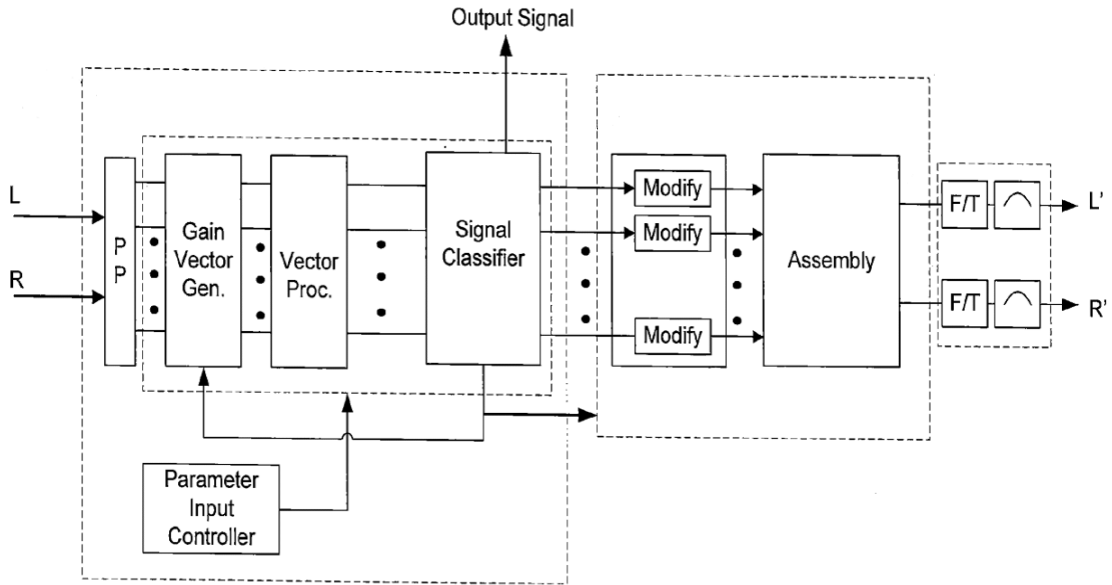 Output Signal
L
R
P
P
Gain
Vector
Gen.
Vector
Proc.
Signal
Classifier
Modify
Modify
Modify
Assembly
F/T
L'
F/T
R'
Parameter
Input
Controller